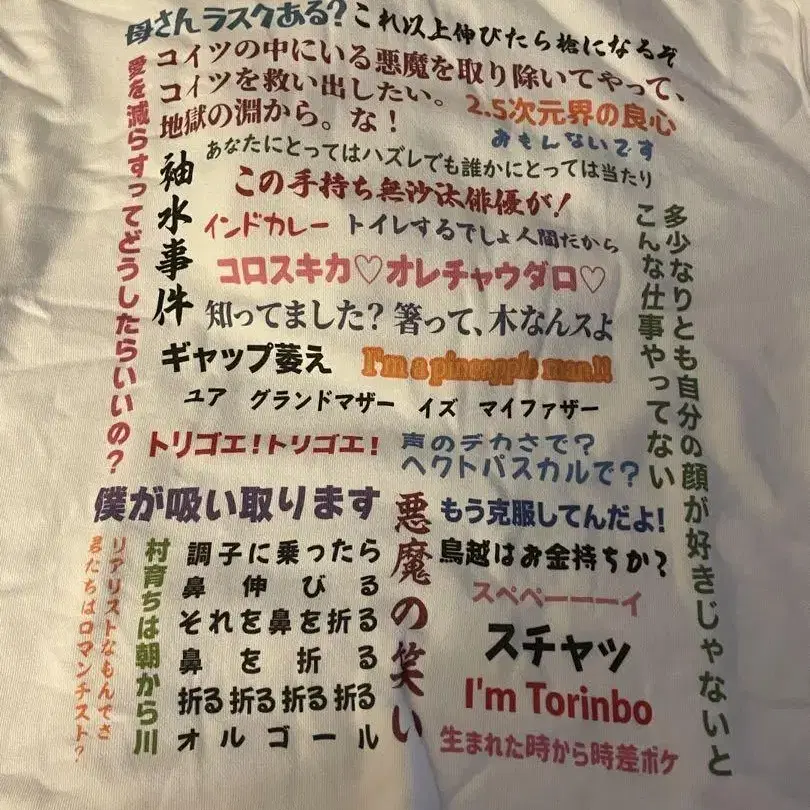 母さんラスクある？
これ以上伸びたら槍になるぞ
コイツの中にいる悪魔を取り除いてやって、
コイツを救い出したい。
地獄の淵から。な！
2.5次元界の良心
おもんないです
愛を減らすってどうしたらいいの？
あなたにとってはハズレでも誰かにとっては当たり
袖水事件
この手持ち無沙汰俳優が！
インドカレー
トイレするでしょ人間だから
コロスキカ♡オレチャウダロ♡
多少なりとも自分の顔が好きじゃないと
こんな仕事やってない
知ってました？箸って、木なんスよ
ギャップ萎え
I'm a pineapple man!!
ユア グランドマザー イズ マイファザー
トリゴエ！トリゴエ！
声のデカさで？
ヘクトパスカルで？
僕が吸い取ります
悪魔の笑い
もう克服してんだよ！
鳥越はお金持ちか？
スペペーーーイ
スチャツ
I'm Torinbo
生まれた時から時差ボケ
調子に乗ったら
鼻伸びる
それを鼻を折る
鼻を折る
折る折る折る折る
オルゴール
村育ちは朝から川
リアリストなもんでさ
君たちはロマンチスト？